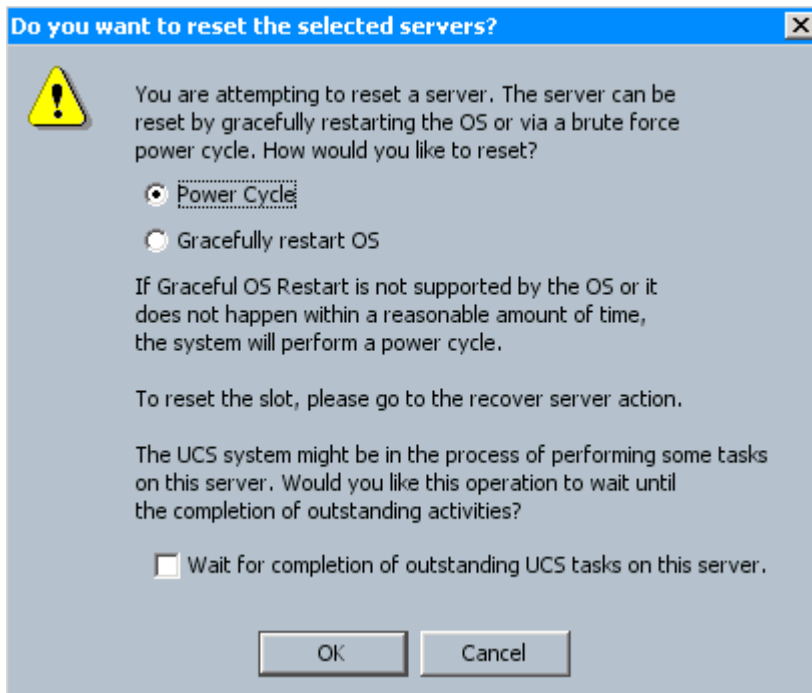 Do you want to reset the selected servers?
You are attempting to reset a server. The server can be
reset by gracefully restarting the OS or via a brute force
power cycle. How would you like to reset?
Power Cycle
Gracefully restart OS
If Graceful OS Restart is not supported by the OS or it
does not happen within a reasonable amount of time,
the system will perform a power cycle.
To reset the slot, please go to the recover server action.
The UCS system might be in the process of performing some tasks
on this server. Would you like this operation to wait until
the completion of outstanding activities?
Wait for completion of outstanding UCS tasks on this server.
OK Cancel